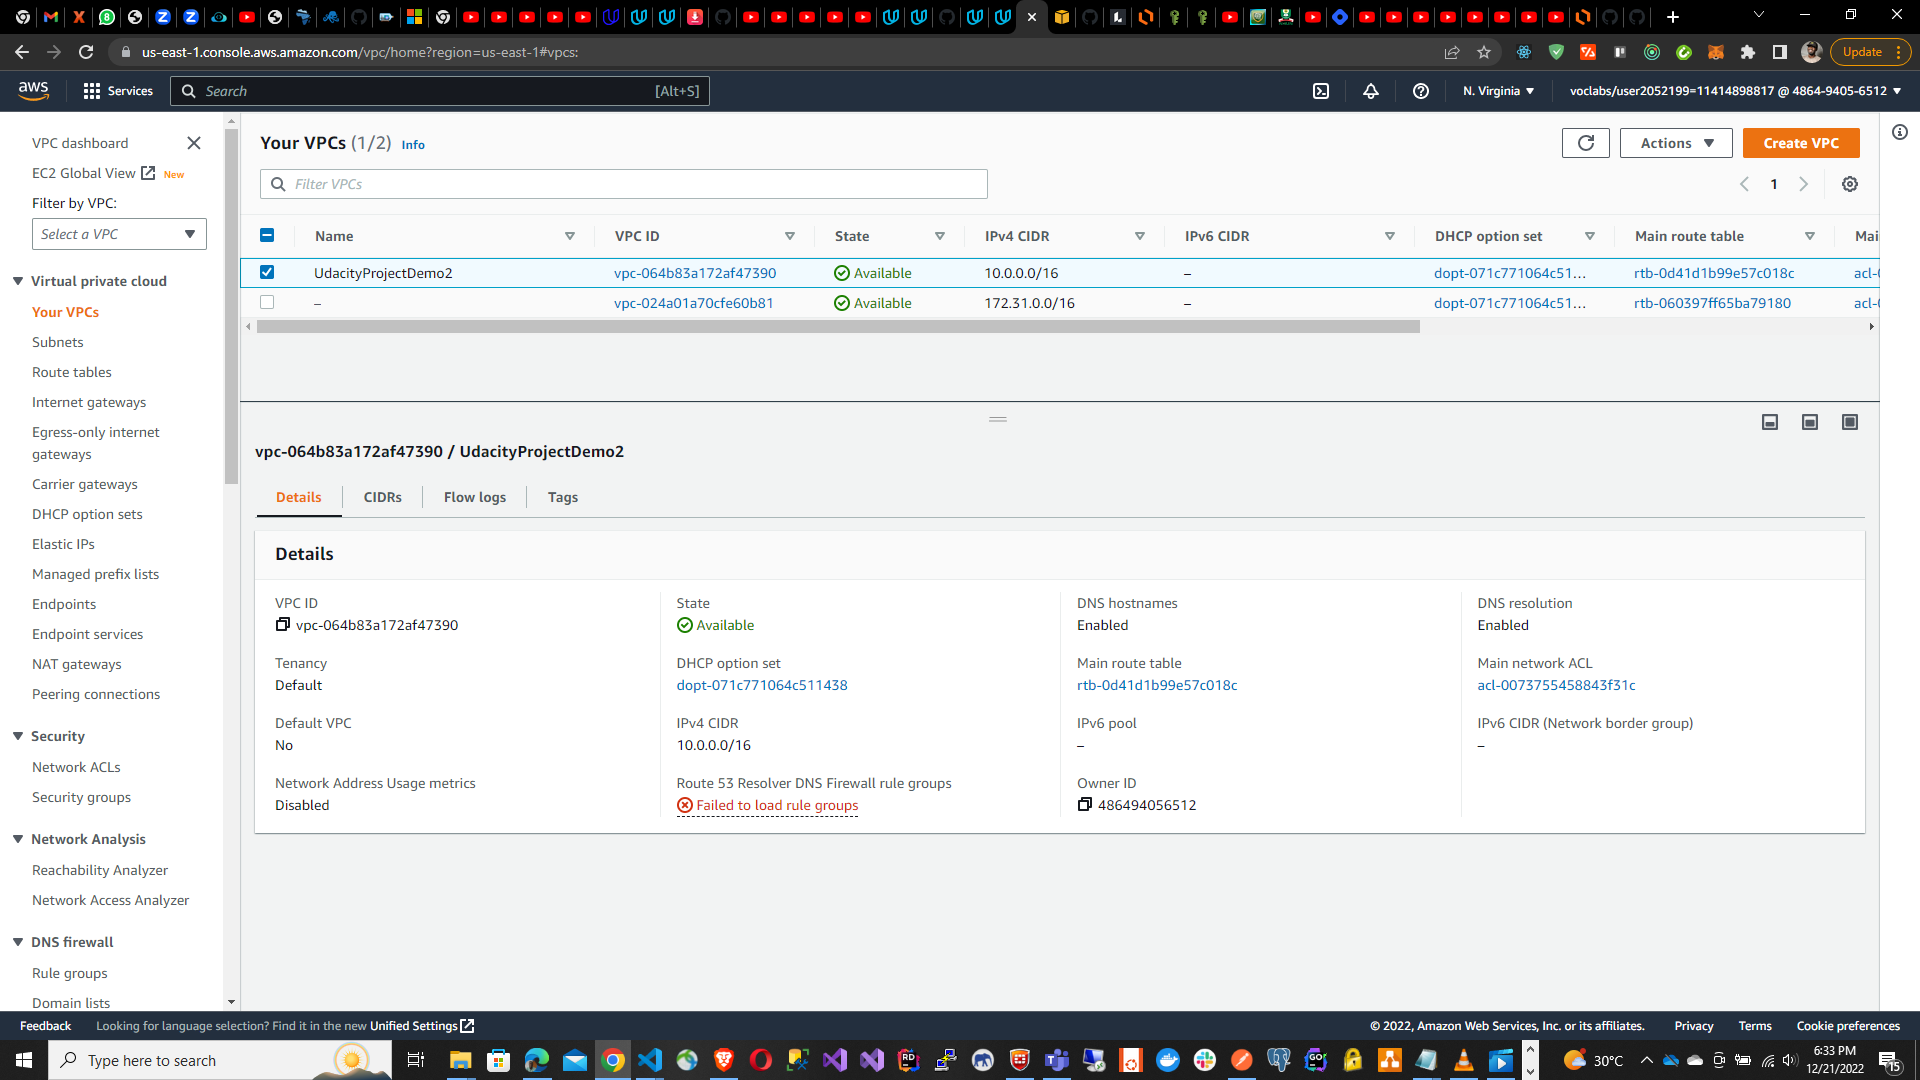 us-east-1.console.aws.amazon.com/vpc/home?region=us-east-1#vpcs:
Update
aws
Services
Search
[Alt+S]
N. Virginia
voclabs/user2052199=11414898817 @ 4864-9405-6512
VPC dashboard
EC2 Global View New
Filter by VPC:
Select a VPC
Virtual private cloud
Your VPCs
Subnets
Route tables
Internet gateways
Egress-only internet
gateways
Carrier gateways
DHCP option sets
Elastic IPs
Managed prefix lists
Endpoints
Endpoint services
NAT gateways
Peering connections
Security
Network ACLs
Security groups
Network Analysis
Reachability Analyzer
Network Access Analyzer
DNS firewall
Rule groups
Domain lists
Your VPCs (1/2) Info
Actions
Create VPC
Filter VPCs
1
Name VPC ID State IPv4 CIDR IPv6 CIDR DHCP option set Main route table Mai
UdacityProjectDemo2 vpc-064b83a172af47390 Available 10.0.0.0/16 – dopt-071c771064c51... rtb-0d41d1b99e57c018c acl-0
– vpc-024a01a70cfe60b81 Available 172.31.0.0/16 – dopt-071c771064c51... rtb-060397ff65ba79180 acl-0
vpc-064b83a172af47390 / UdacityProjectDemo2
Details CIDRs Flow logs Tags
Details
VPC ID
vpc-064b83a172af47390
State
Available
DNS hostnames
Enabled
DNS resolution
Enabled
Tenancy
Default
DHCP option set
dopt-071c771064c511438
Main route table
rtb-0d41d1b99e57c018c
Main network ACL
acl-0073755458843f31c
Default VPC
No
IPv4 CIDR
10.0.0.0/16
IPv6 pool
–
IPv6 CIDR (Network border group)
–
Network Address Usage metrics
Disabled
Route 53 Resolver DNS Firewall rule groups
Failed to load rule groups
Owner ID
486494056512
Feedback
Looking for language selection? Find it in the new Unified Settings
© 2022, Amazon Web Services, Inc. or its affiliates.
Privacy
Terms
Cookie preferences
Type here to search
30°C
6:33 PM
12/21/2022
15